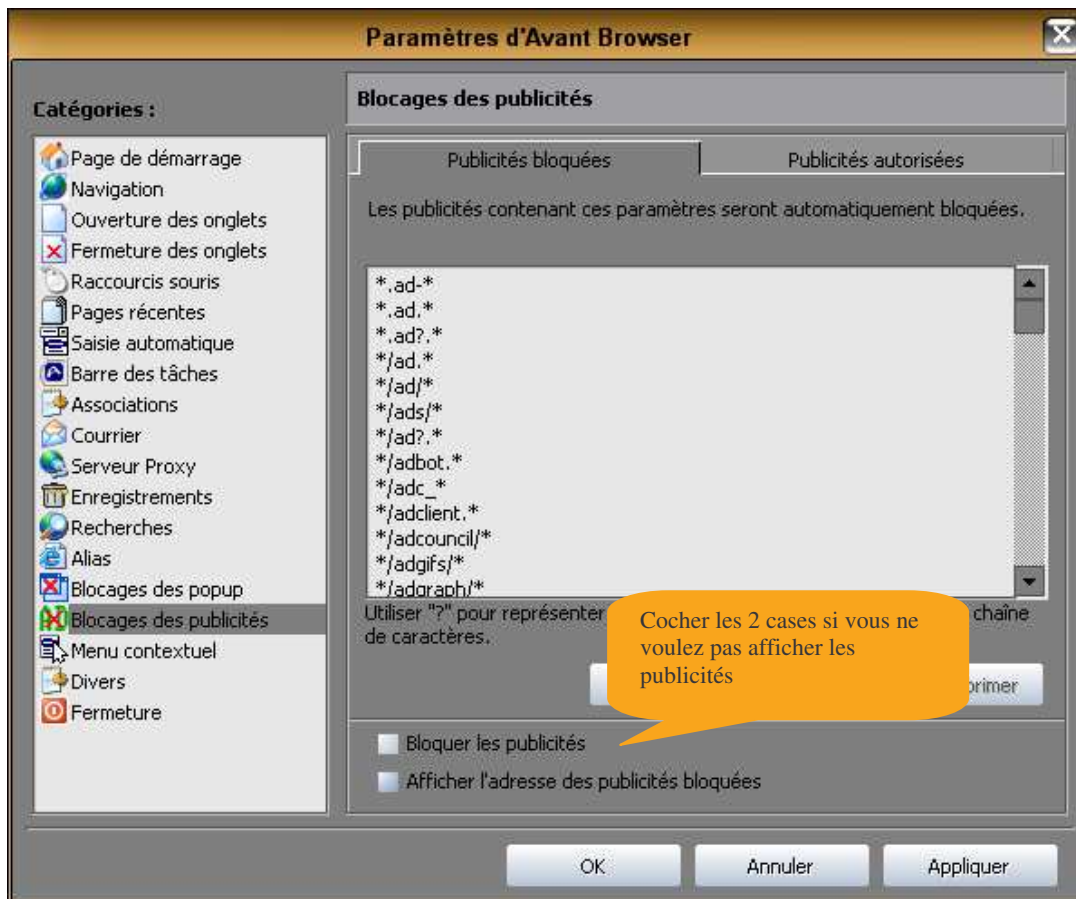 Paramètres d'Avant Browser
Catégories :
Page de démarrage
Navigation
Ouverture des onglets
Fermeture des onglets
Raccourcis souris
Pages récentes
Saisie automatique
Barre des tâches
Associations
Courrier
Serveur Proxy
Enregistrements
Recherches
Alias
Blocages des popup
Blocages des publicités
Menu contextuel
Divers
Fermeture
Blocages des publicités
Publicités bloquées
Publicités autorisées
Les publicités contenant ces paramètres seront automatiquement bloquées.
*.ad-*
*.ad.*
*.ad?.*
*/ad.*
*/ad/*
*/ads/*
*/ad?.*
*/adbot.*
*/adc_*
*/adclient.*
*/adcouncil/*
*/adgifs/*
*/adgraph/*
Utiliser "?" pour représenter chaîne
de caractères.
Cocher les 2 cases si vous ne
voulez pas afficher les
publicités
primer
Bloquer les publicités
Afficher l'adresse des publicités bloquées
OK
Annuler
Appliquer